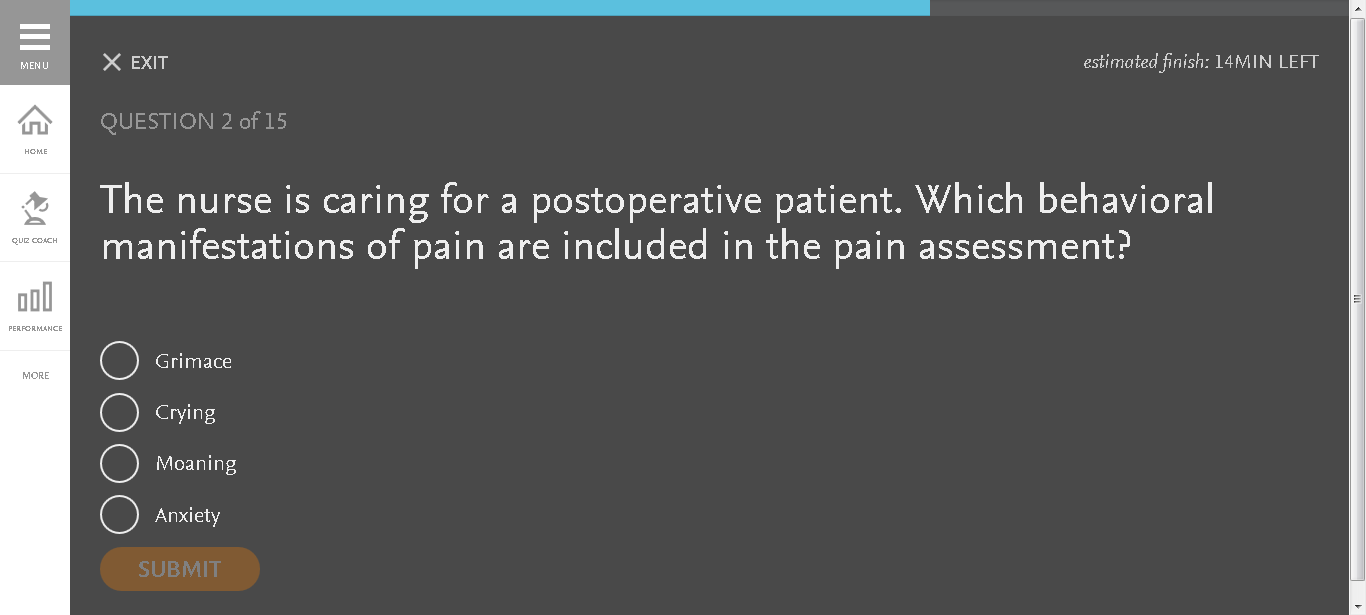 MENU
EXIT
estimated finish: 14MIN LEFT
QUESTION 2 of 15
HOME
The nurse is caring for a postoperative patient. Which behavioral
manifestations of pain are included in the pain assessment?
QUIZ COACH
PERFORMANCE
MORE
Grimace
Crying
Moaning
Anxiety
SUBMIT